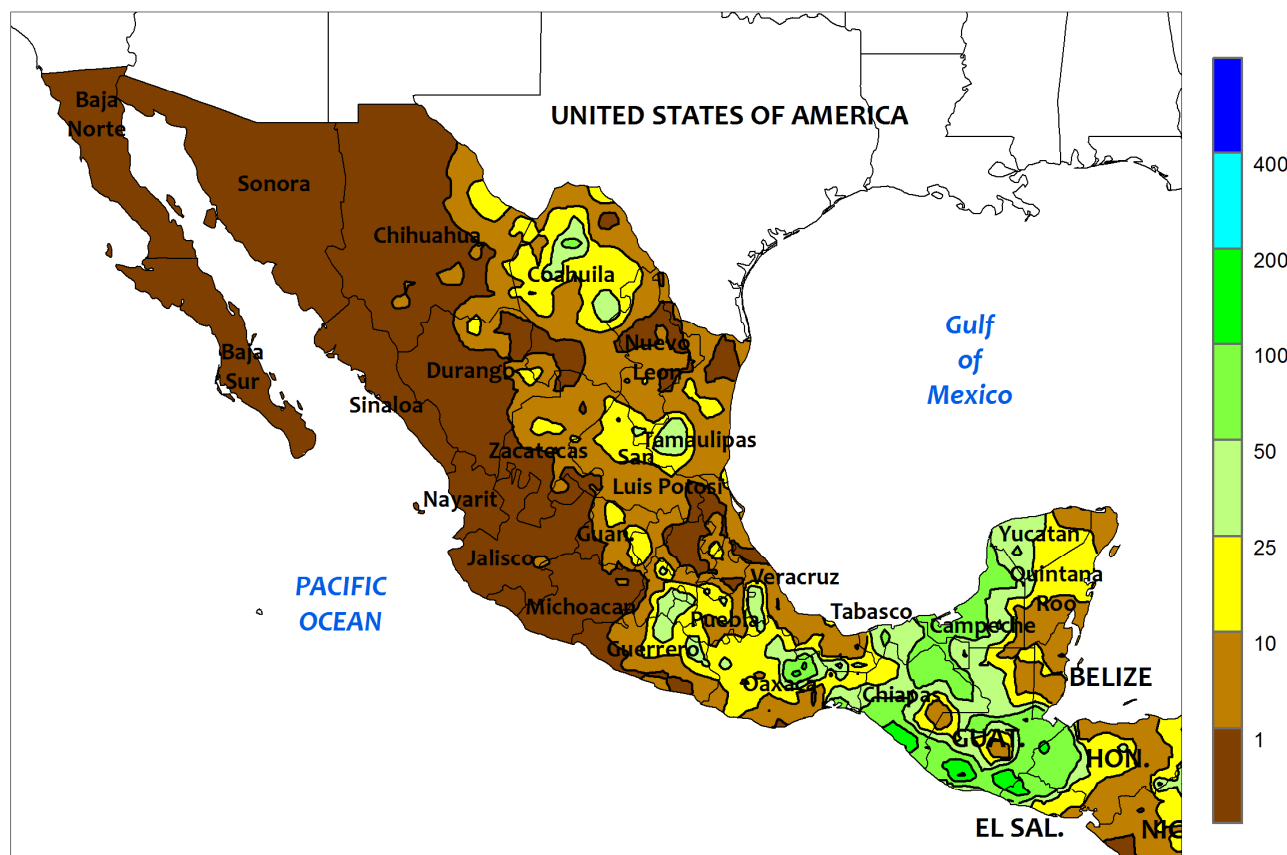 Baja
Norte
UNITED STATES OF AMERICA
400
Sonora
Chihuahua
200
Coahuila
Gulf
of
Mexico
Nuevo
Leon
100
Baja
Sur
Durango
Sinaloa
Tamaulipas
Zacatecas
San
Luis Potosi
50
Nayarit
Guan.
Yucatan
25
Jalisco
Veracruz
Quintana
Roo
PACIFIC
OCEAN
Michoacan
Puebla
Tabasco
Campeche
Guerrero
10
Oaxaca
Chiapas
BELIZE
GUAT.
1
HON.
EL SAL.
NIC